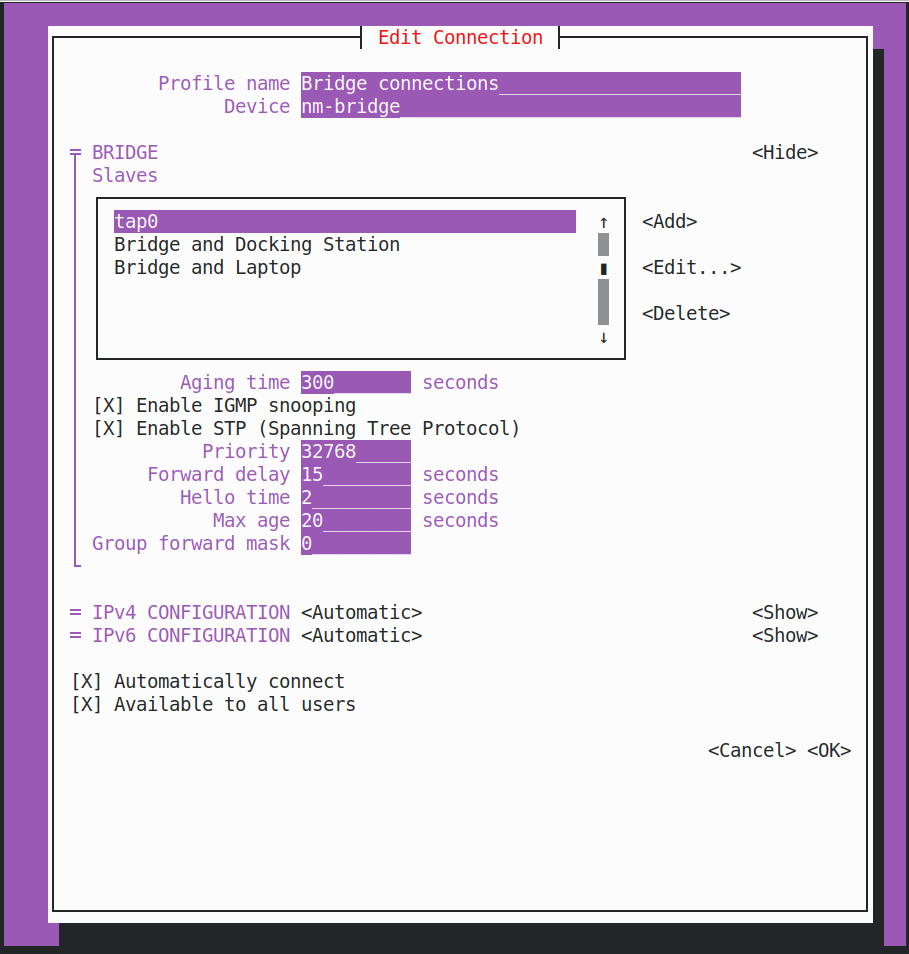 Edit Connection
Profile name Bridge connections
Device nm-bridge
BRIDGE <Hide>
Slaves
tap0 ↑ <Add>
Bridge and Docking Station
Bridge and Laptop <Edit...>
<Delete>
↓
Aging time 300 seconds
[X] Enable IGMP snooping
[X] Enable STP (Spanning Tree Protocol)
Priority 32768
Forward delay 15 seconds
Hello time 2 seconds
Max age 20 seconds
Group forward mask 0
= IPv4 CONFIGURATION <Automatic> <Show>
= IPv6 CONFIGURATION <Automatic> <Show>
[X] Automatically connect
[X] Available to all users
<Cancel> <OK>